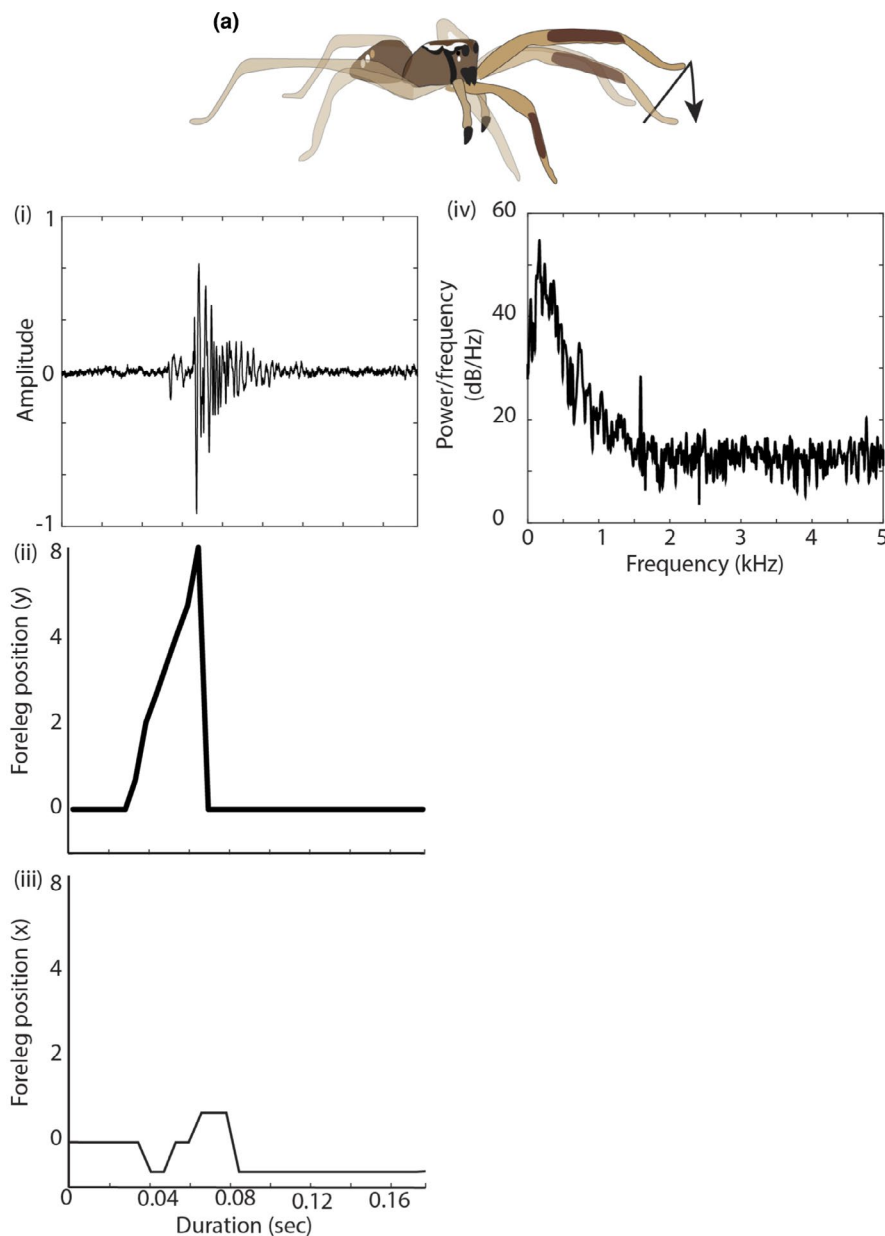 (a)
(i)
1
0
-1
Amplitude
(ii)
8
4
2
0
Foreleg position (y)
(iii)
8
4
2
0
Foreleg position (x)
0 0.04 0.08 0.12 0.16
Duration (sec)
(iv)
60
40
20
0
Power/frequency
(dB/Hz)
0 1 2 3 4 5
Frequency (kHz)